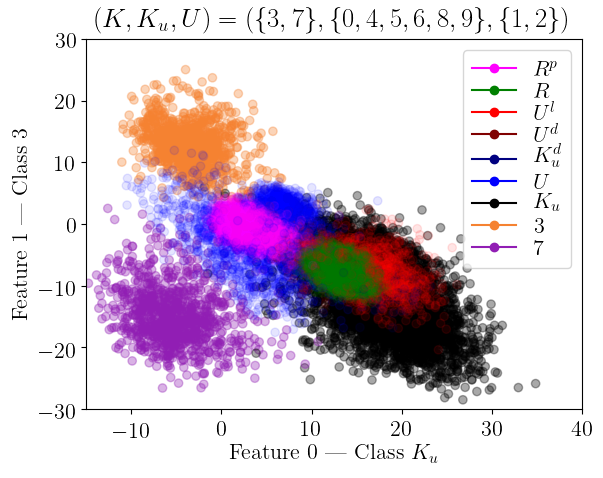 (K, K_u, U) = ({3, 7}, {0, 4, 5, 6, 8, 9}, {1, 2})
30
20
10
0
−10
−20
−30
Feature 1 — Class 3
R^p
R
U^l
U^d
K_u^d
U
K_u
3
7
−10
0
10
20
30
40
Feature 0 — Class K_u